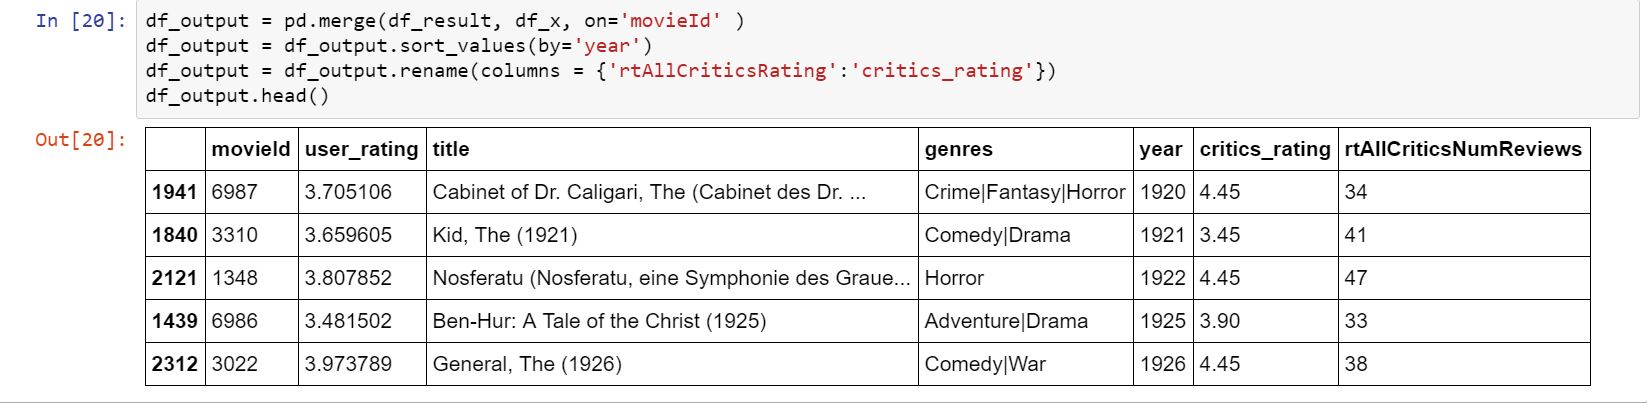 In [20]: df_output = pd.merge(df_result, df_x, on='movieId' )
df_output = df_output.sort_values(by='year')
df_output = df_output.rename(columns = {'rtAllCriticsRating':'critics_rating'})
df_output.head()
Out[20]: movieId user_rating title genres year critics_rating rtAllCriticsNumReviews
1941 6987 3.705106 Cabinet of Dr. Caligari, The (Cabinet des Dr. ... Crime|Fantasy|Horror 1920 4.45 34
1840 3310 3.659605 Kid, The (1921) Comedy|Drama 1921 3.45 41
2121 1348 3.807852 Nosferatu (Nosferatu, eine Symphonie des Graue... Horror 1922 4.45 47
1439 6986 3.481502 Ben-Hur: A Tale of the Christ (1925) Adventure|Drama 1925 3.90 33
2312 3022 3.973789 General, The (1926) Comedy|War 1926 4.45 38